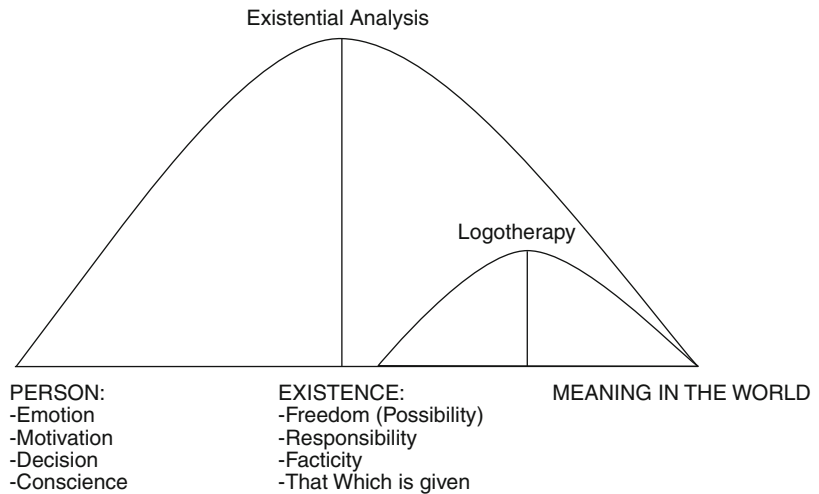 Existential Analysis
Logotherapy
PERSON:
-Emotion
-Motivation
-Decision
-Conscience
EXISTENCE:
-Freedom (Possibility)
-Responsibility
-Facticity
-That Which is given
MEANING IN THE WORLD